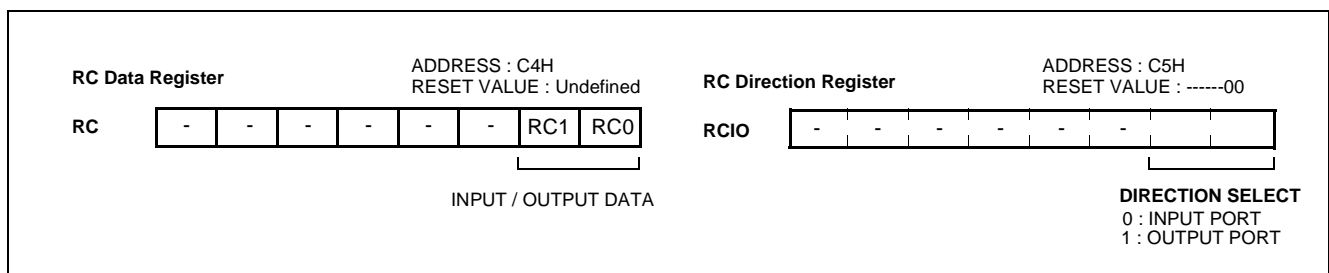 RC Data Register
ADDRESS : C4H
RESET VALUE : Undefined
RC - - - - - - RC1 RC0
INPUT / OUTPUT DATA
RC Direction Register
ADDRESS : C5H
RESET VALUE : ------00
RCIO - - - - - -
DIRECTION SELECT
0 : INPUT PORT
1 : OUTPUT PORT